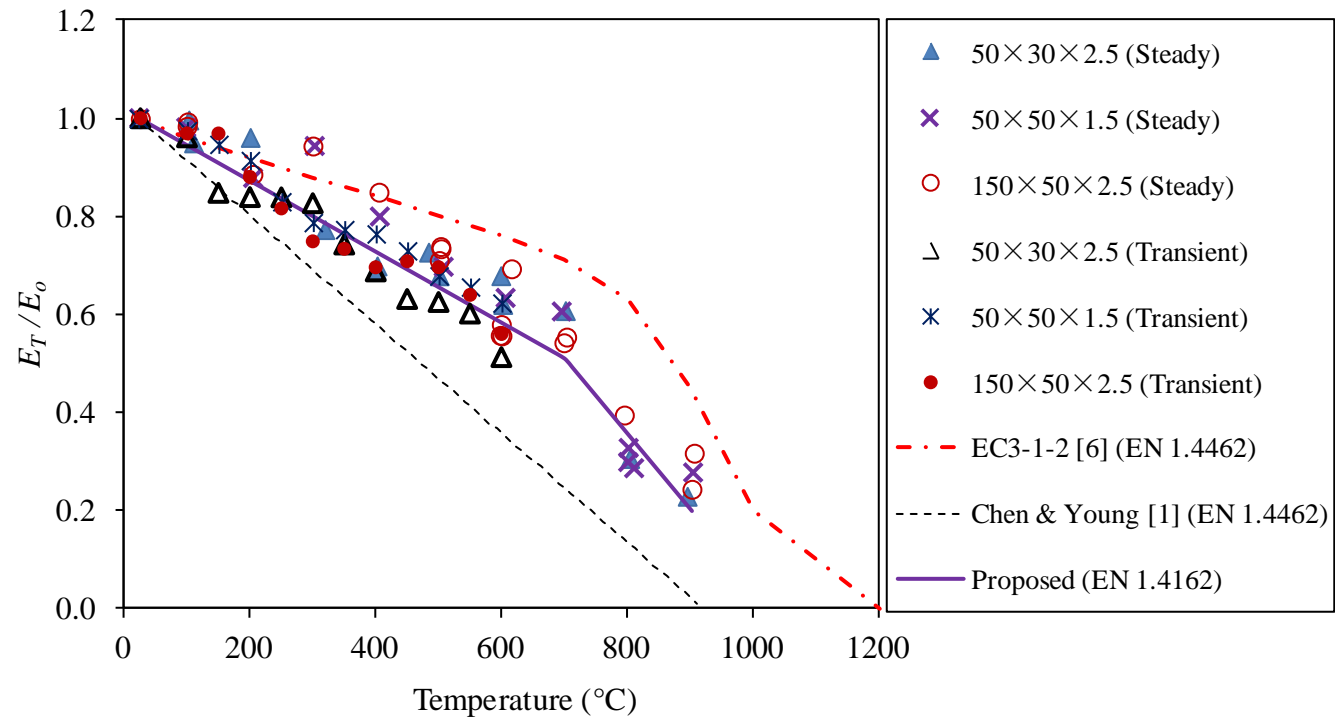 1.2
1.0
0.8
0.6
0.4
0.2
0.0
E_T / E_o
0
200
400
600
800
1000
1200
Temperature (°C)
50×30×2.5 (Steady)
50×50×1.5 (Steady)
150×50×2.5 (Steady)
50×30×2.5 (Transient)
50×50×1.5 (Transient)
150×50×2.5 (Transient)
EC3-1-2 [6] (EN 1.4462)
Chen & Young [1] (EN 1.4462)
Proposed (EN 1.4162)